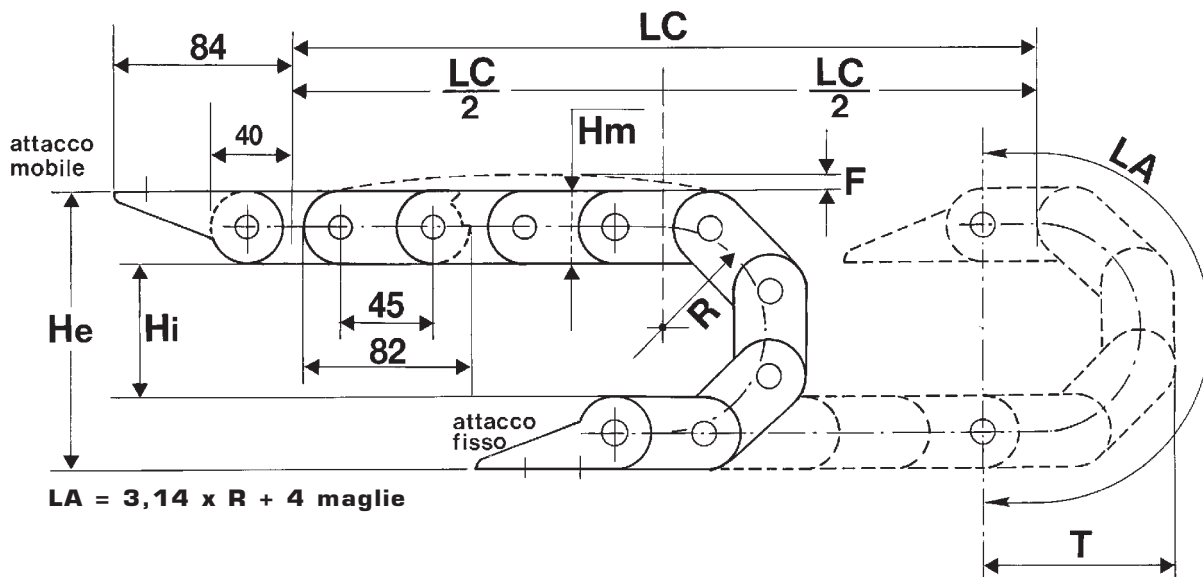 LC
84
LC
2
LC
2
Hm
40
attacco
mobile
F
LA
R
45
He
Hi
82
attacco
fisso
LA = 3,14 x R + 4 maglie
T